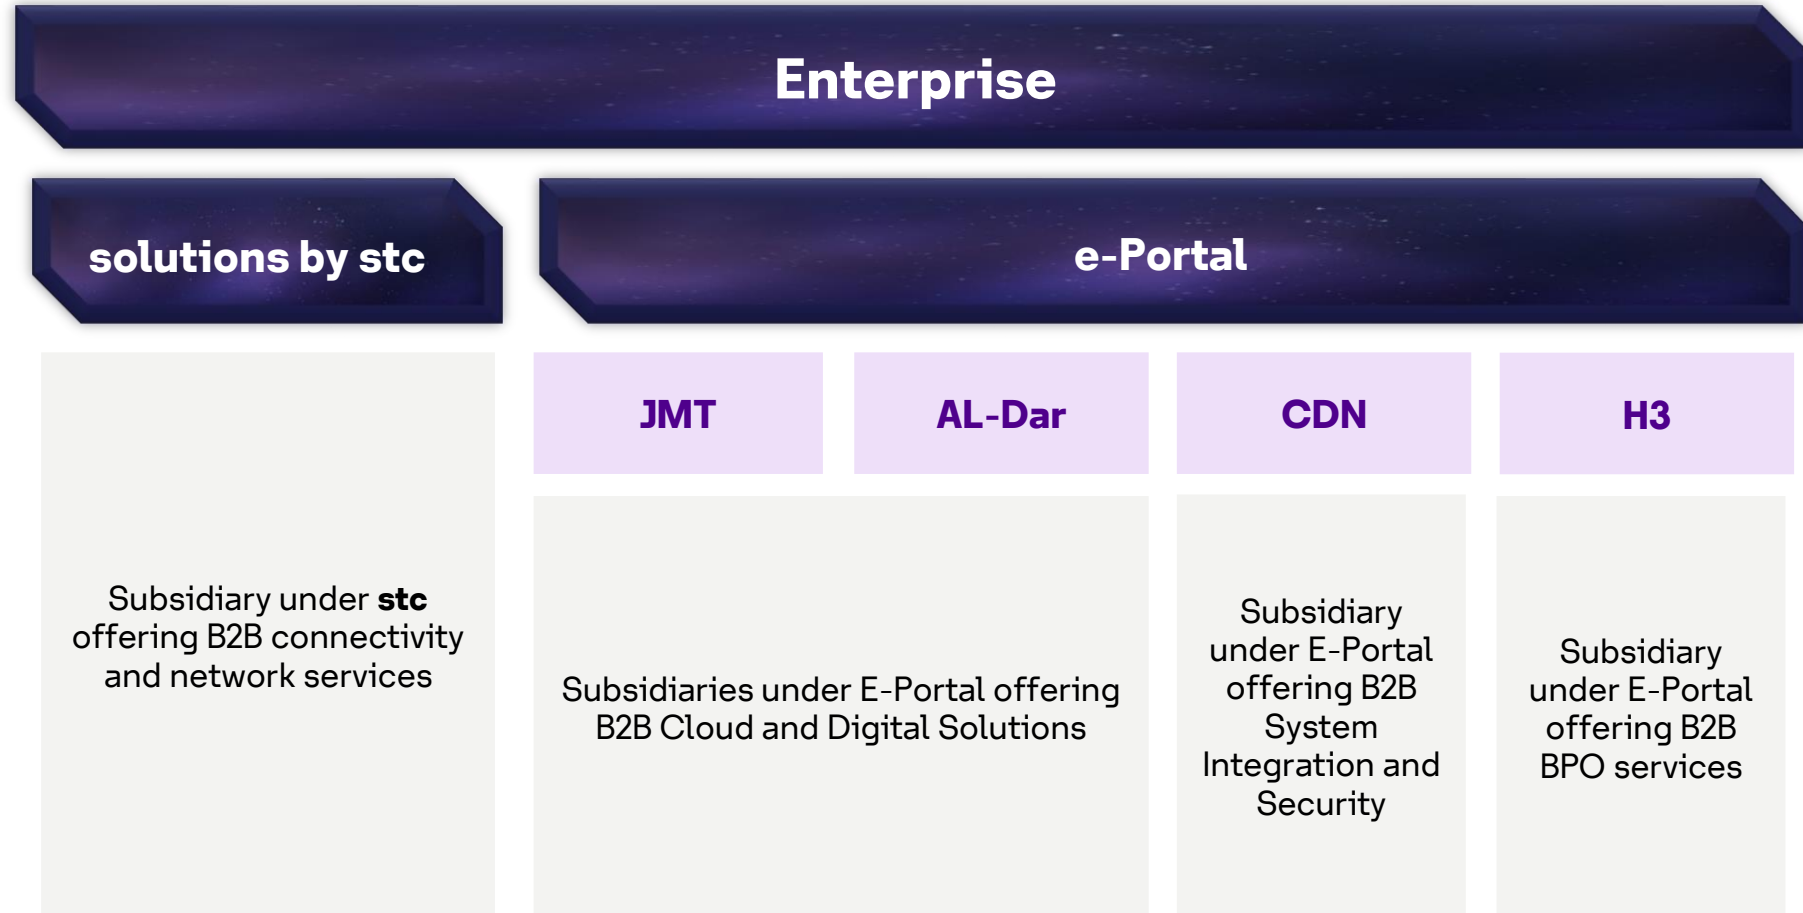 Enterprise
solutions by stc
e-Portal
JMT
AL-Dar
CDN
H3
Subsidiary under stc
offering B2B connectivity
and network services
Subsidiaries under E-Portal offering
B2B Cloud and Digital Solutions
Subsidiary
under E-Portal
offering B2B
System
Integration and
Security
Subsidiary
under E-Portal
offering B2B
BPO services